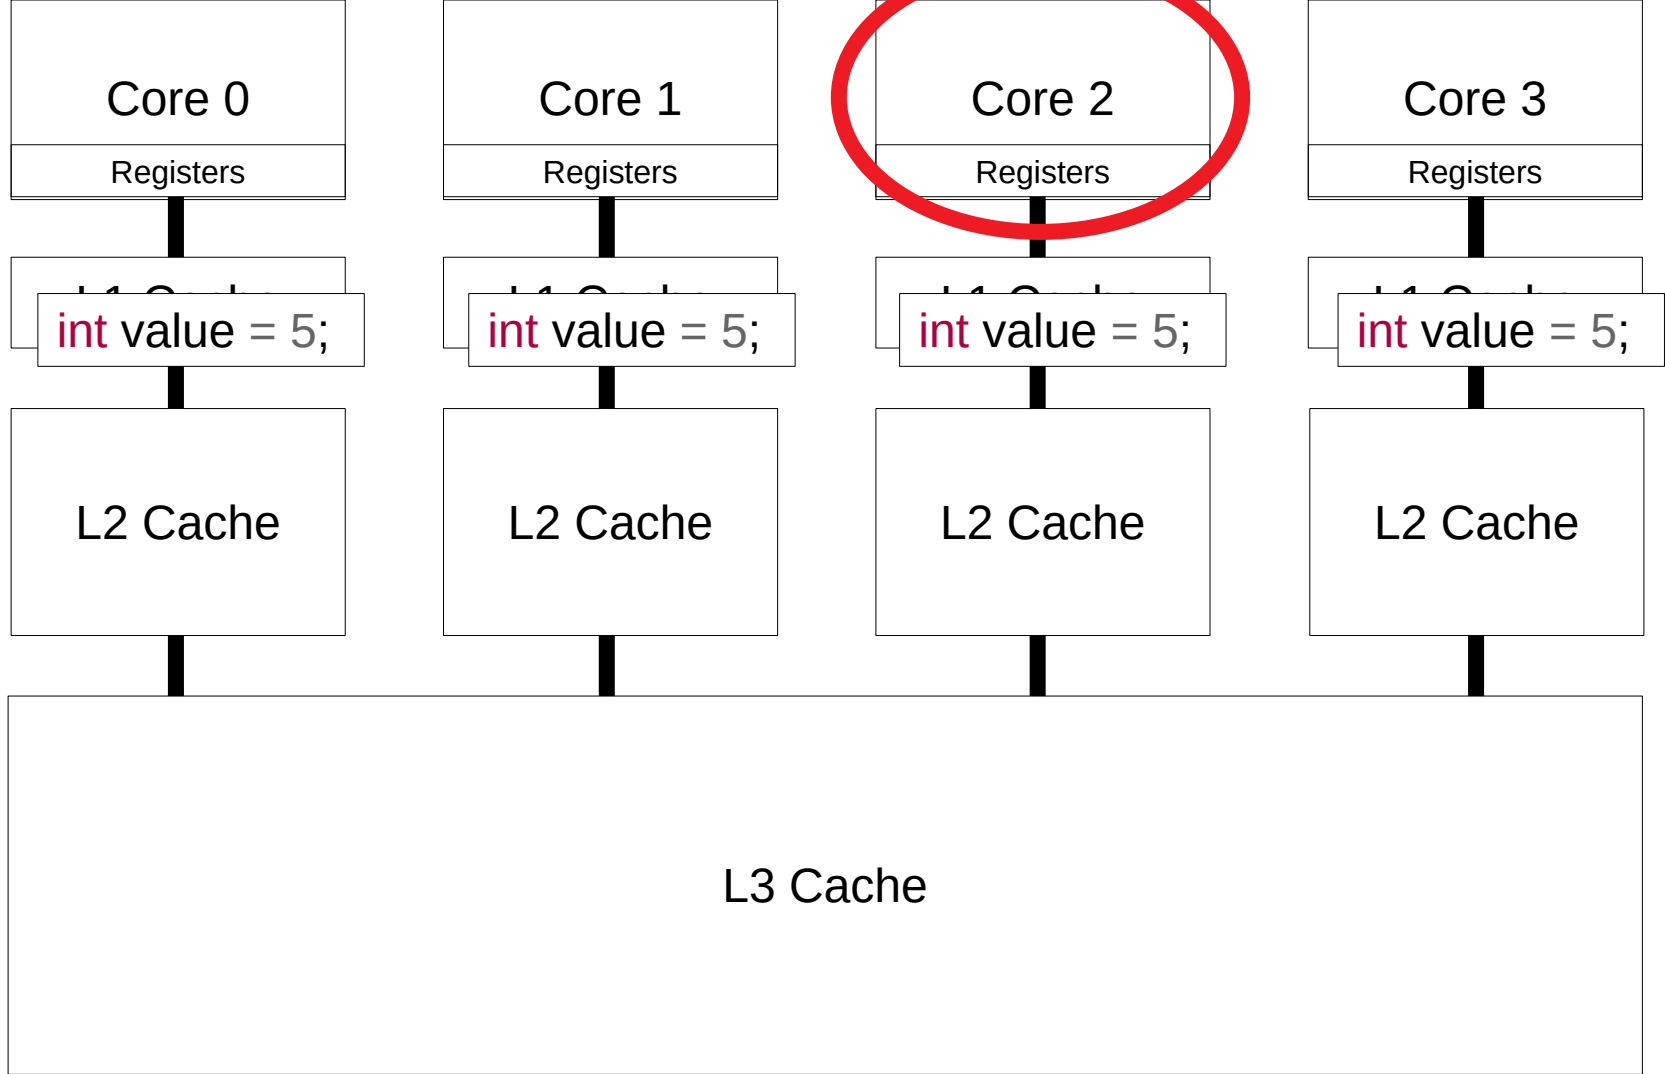 Core 0
Core 1
Core 2
Core 3
Registers
Registers
Registers
Registers
int value = 5;
int value = 5;
int value = 5;
int value = 5;
L2 Cache
L2 Cache
L2 Cache
L2 Cache
L3 Cache